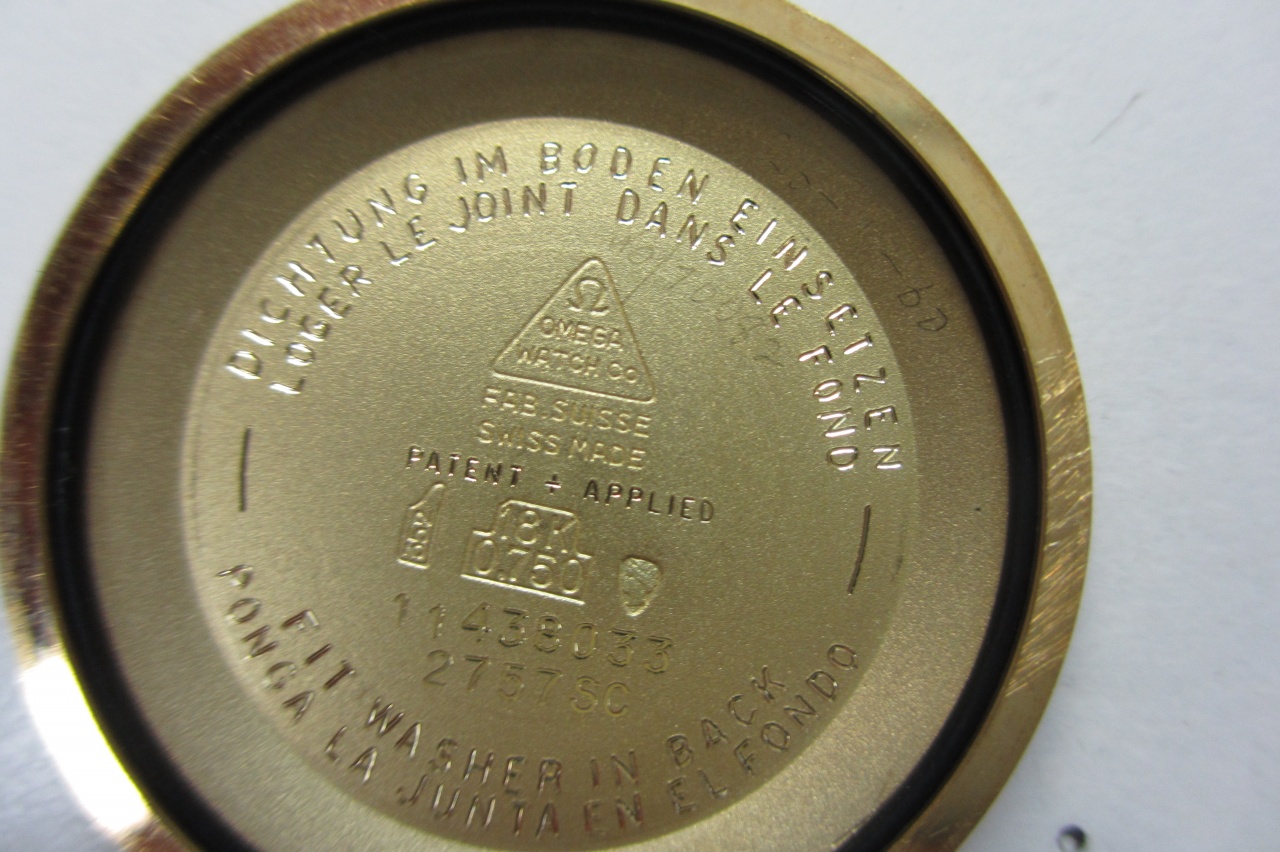 DICHTUNG IM BODEN EINSETZEN
LOGER LE JOINT DANS LE FOND
Ω
OMEGA
WATCH CO
FAB. SUISSE
SWISS MADE
PATENT + APPLIED
18K
0.750
11439033
2757SC
FIT WASHER IN BACK
PONGA LA JUNTA EN EL FONDO